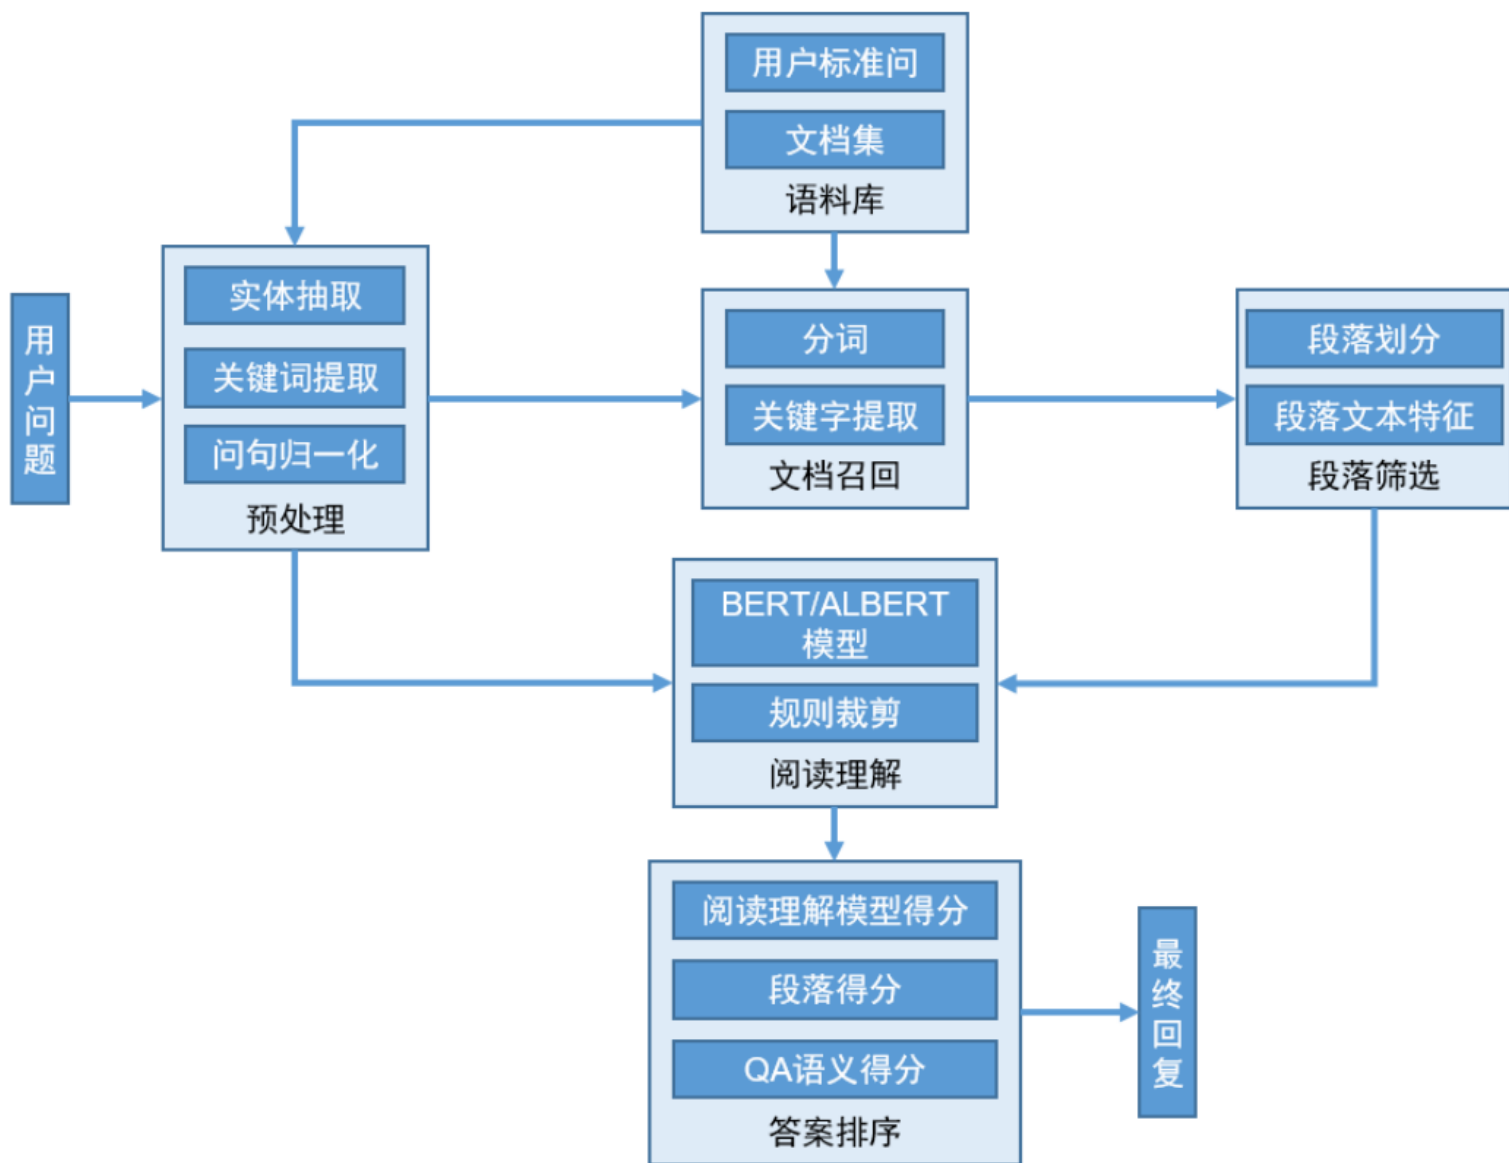 用户标准问
文档集
语料库
用户问题
实体抽取
关键词提取
问句归一化
预处理
分词
关键字提取
文档召回
段落划分
段落文本特征
段落筛选
BERT/ALBERT
模型
规则裁剪
阅读理解
阅读理解模型得分
段落得分
QA语义得分
答案排序
最终回复